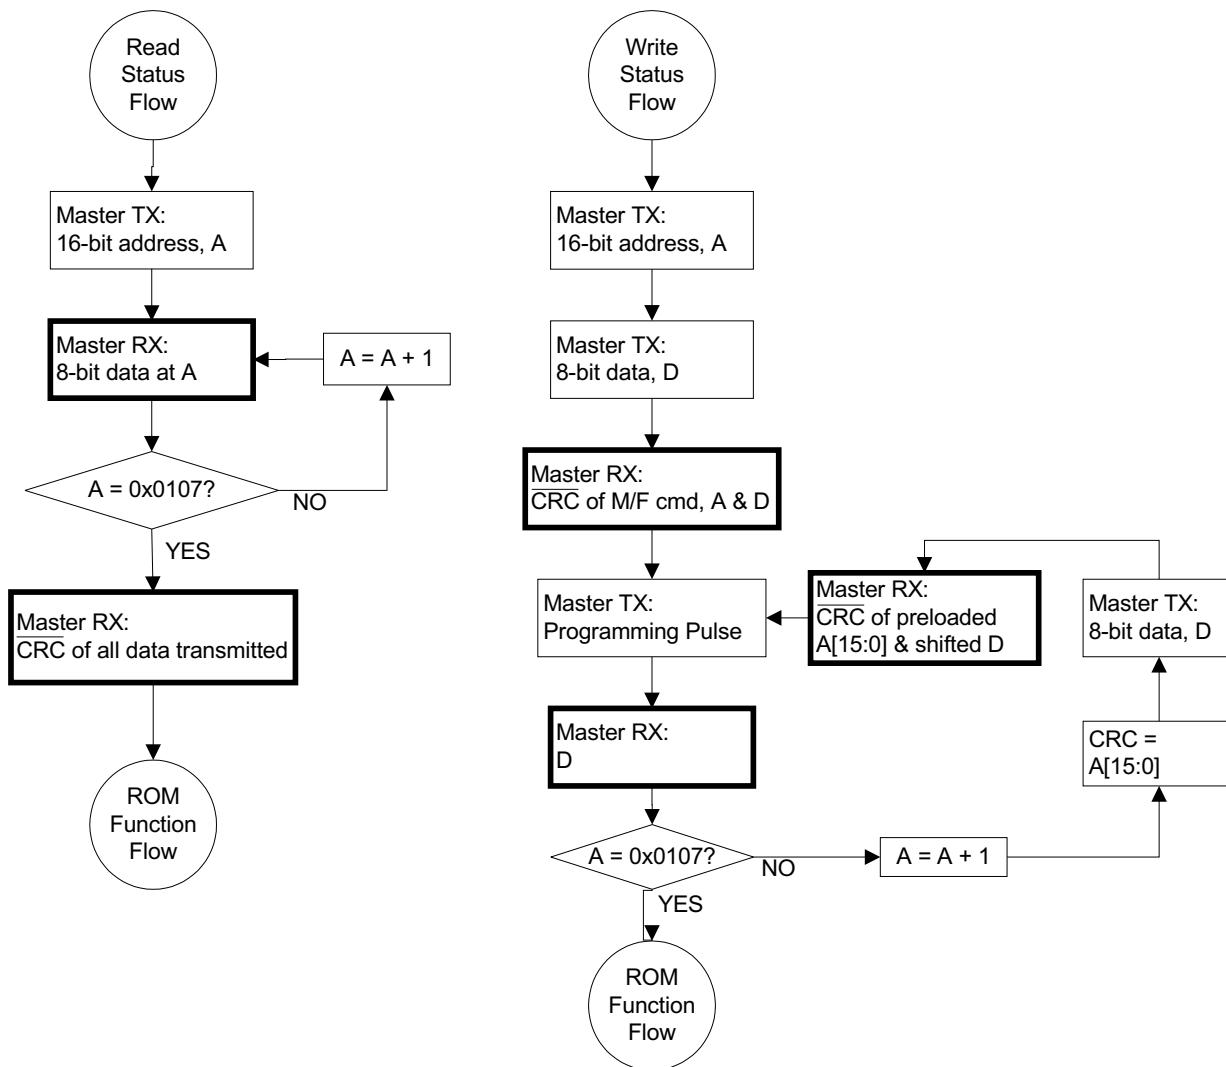 Read
Status
Flow
Master TX:
16-bit address, A
Master RX:
8-bit data at A
A = A + 1
A = 0x0107?
NO
YES
Master RX:
CRC of all data transmitted
ROM
Function
Flow
Write
Status
Flow
Master TX:
16-bit address, A
Master TX:
8-bit data, D
Master RX:
CRC of M/F cmd, A & D
Master TX:
Programming Pulse
Master RX:
D
A = 0x0107?
NO
YES
A = A + 1
CRC =
A[15:0]
Master TX:
8-bit data, D
Master RX:
CRC of preloaded
A[15:0] & shifted D
ROM
Function
Flow